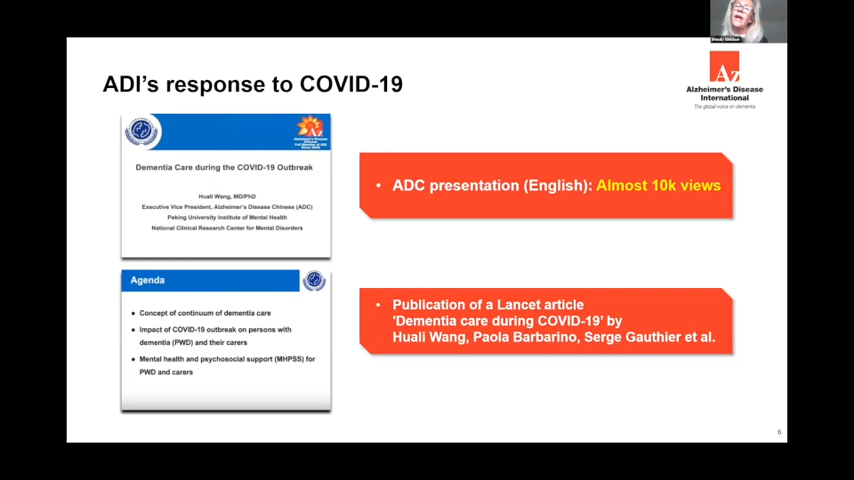 ADI's response to COVID-19
Az
Alzheimer's Disease
International
The global voice on dementia
Dementia Care during the COVID-19 Outbreak
Huali Wang, MD/PhD
Executive Vice President, Alzheimer's Disease Chinese (ADC)
Peking University Institute of Mental Health
National Clinical Research Center for Mental Disorders
• ADC presentation (English): Almost 10k views
Agenda
• Concept of continuum of dementia care
• Impact of COVID-19 outbreak on persons with
dementia (PWD) and their carers
• Mental health and psychosocial support (MHPSS) for
PWD and carers
• Publication of a Lancet article
'Dementia care during COVID-19' by
Huali Wang, Paola Barbarino, Serge Gauthier et al.
6